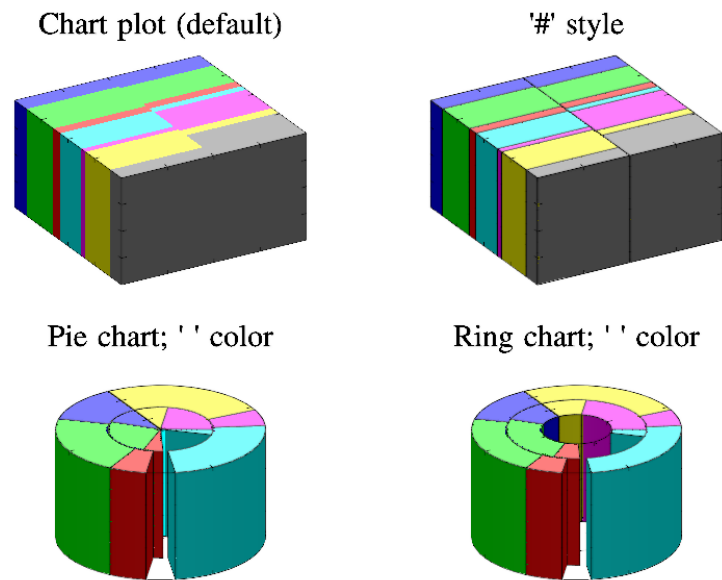 Chart plot (default)
'#' style
Pie chart; ' ' color
Ring chart; ' ' color